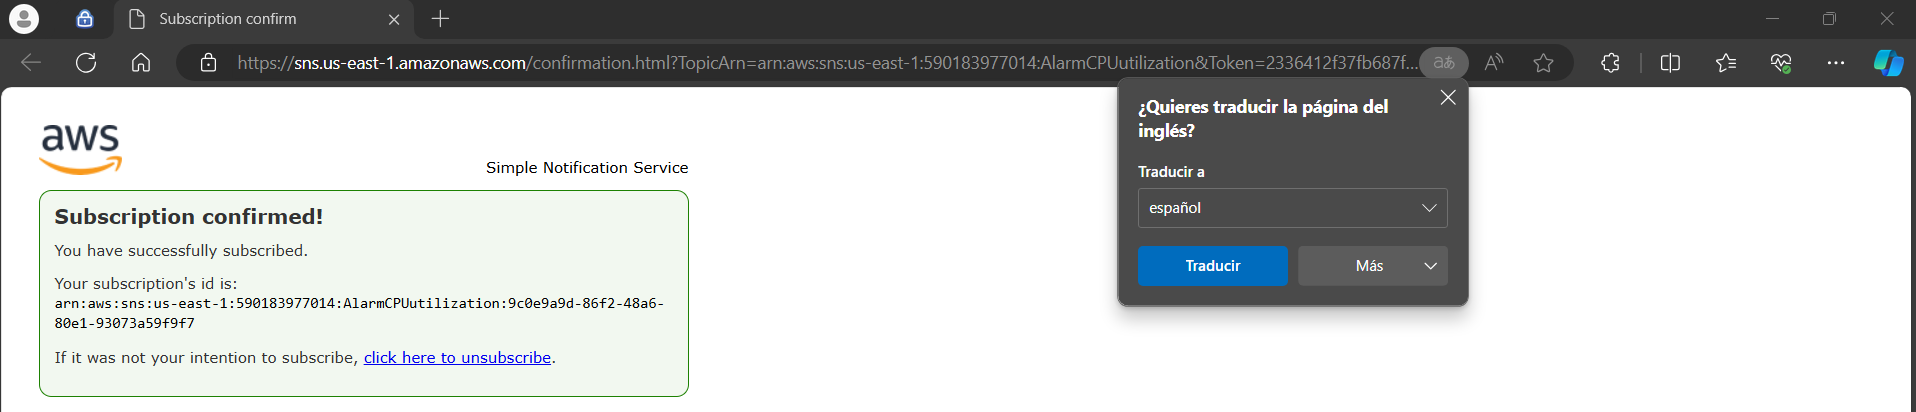 Subscription confirm
https://sns.us-east-1.amazonaws.com/confirmation.html?TopicArn=arn:aws:sns:us-east-1:590183977014:AlarmCPUutilization&Token=2336412f37fb687f...
aあ
A
aws
Simple Notification Service
Subscription confirmed!
You have successfully subscribed.
Your subscription's id is:
arn:aws:sns:us-east-1:590183977014:AlarmCPUutilization:9c0e9a9d-86f2-48a6-
80e1-93073a59f9f7
If it was not your intention to subscribe, click here to unsubscribe.
¿Quieres traducir la página del
inglés?
Traducir a
español
Traducir
Más